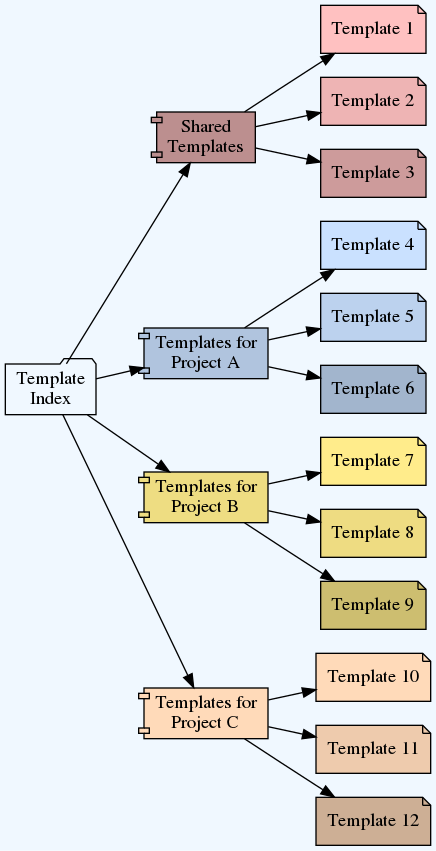 Template 1
Template 2
Shared
Templates
Template 3
Template 4
Templates for
Project A
Template 5
Template 6
Template
Index
Template 7
Templates for
Project B
Template 8
Template 9
Template 10
Templates for
Project C
Template 11
Template 12